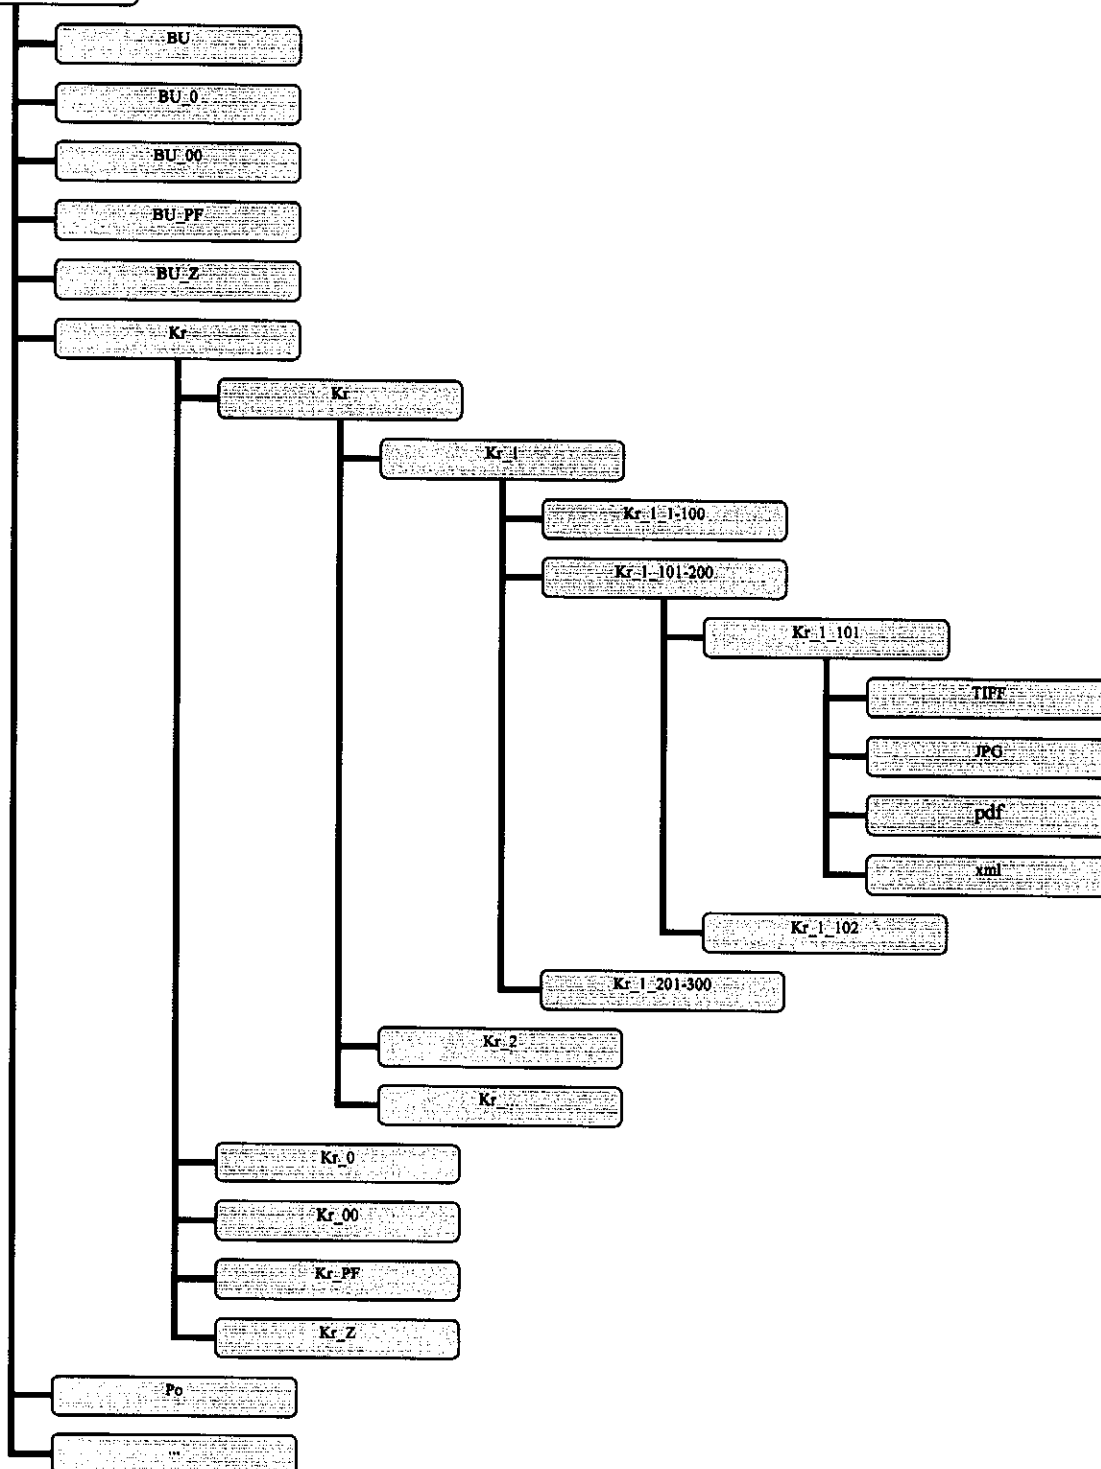 BU
BU_0
BU_00
BU_PF
BU_Z
Kr
Kr
Kr_1
Kr_1_1-100
Kr_1_101-200
Kr_1_101
TIFF
JPG
pdf
xml
Kr_1_102
Kr_1_201-300
Kr_2
Kr_...
Kr_0
Kr_00
Kr_PF
Kr_Z
Po
...